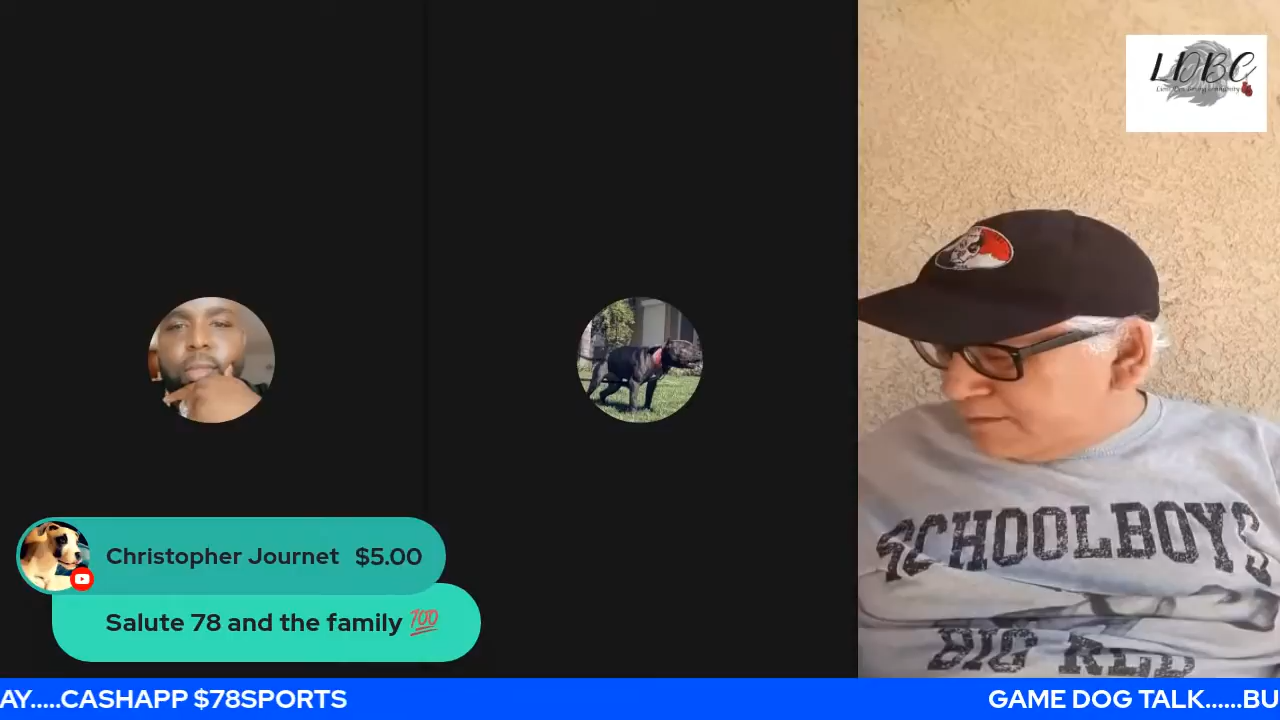 LDBC
Christopher Journet $5.00
Salute 78 and the family 💯
SCHOOLBOYS
BIG RED
AY.....CASHAPP $78SPORTS
GAME DOG TALK......BU